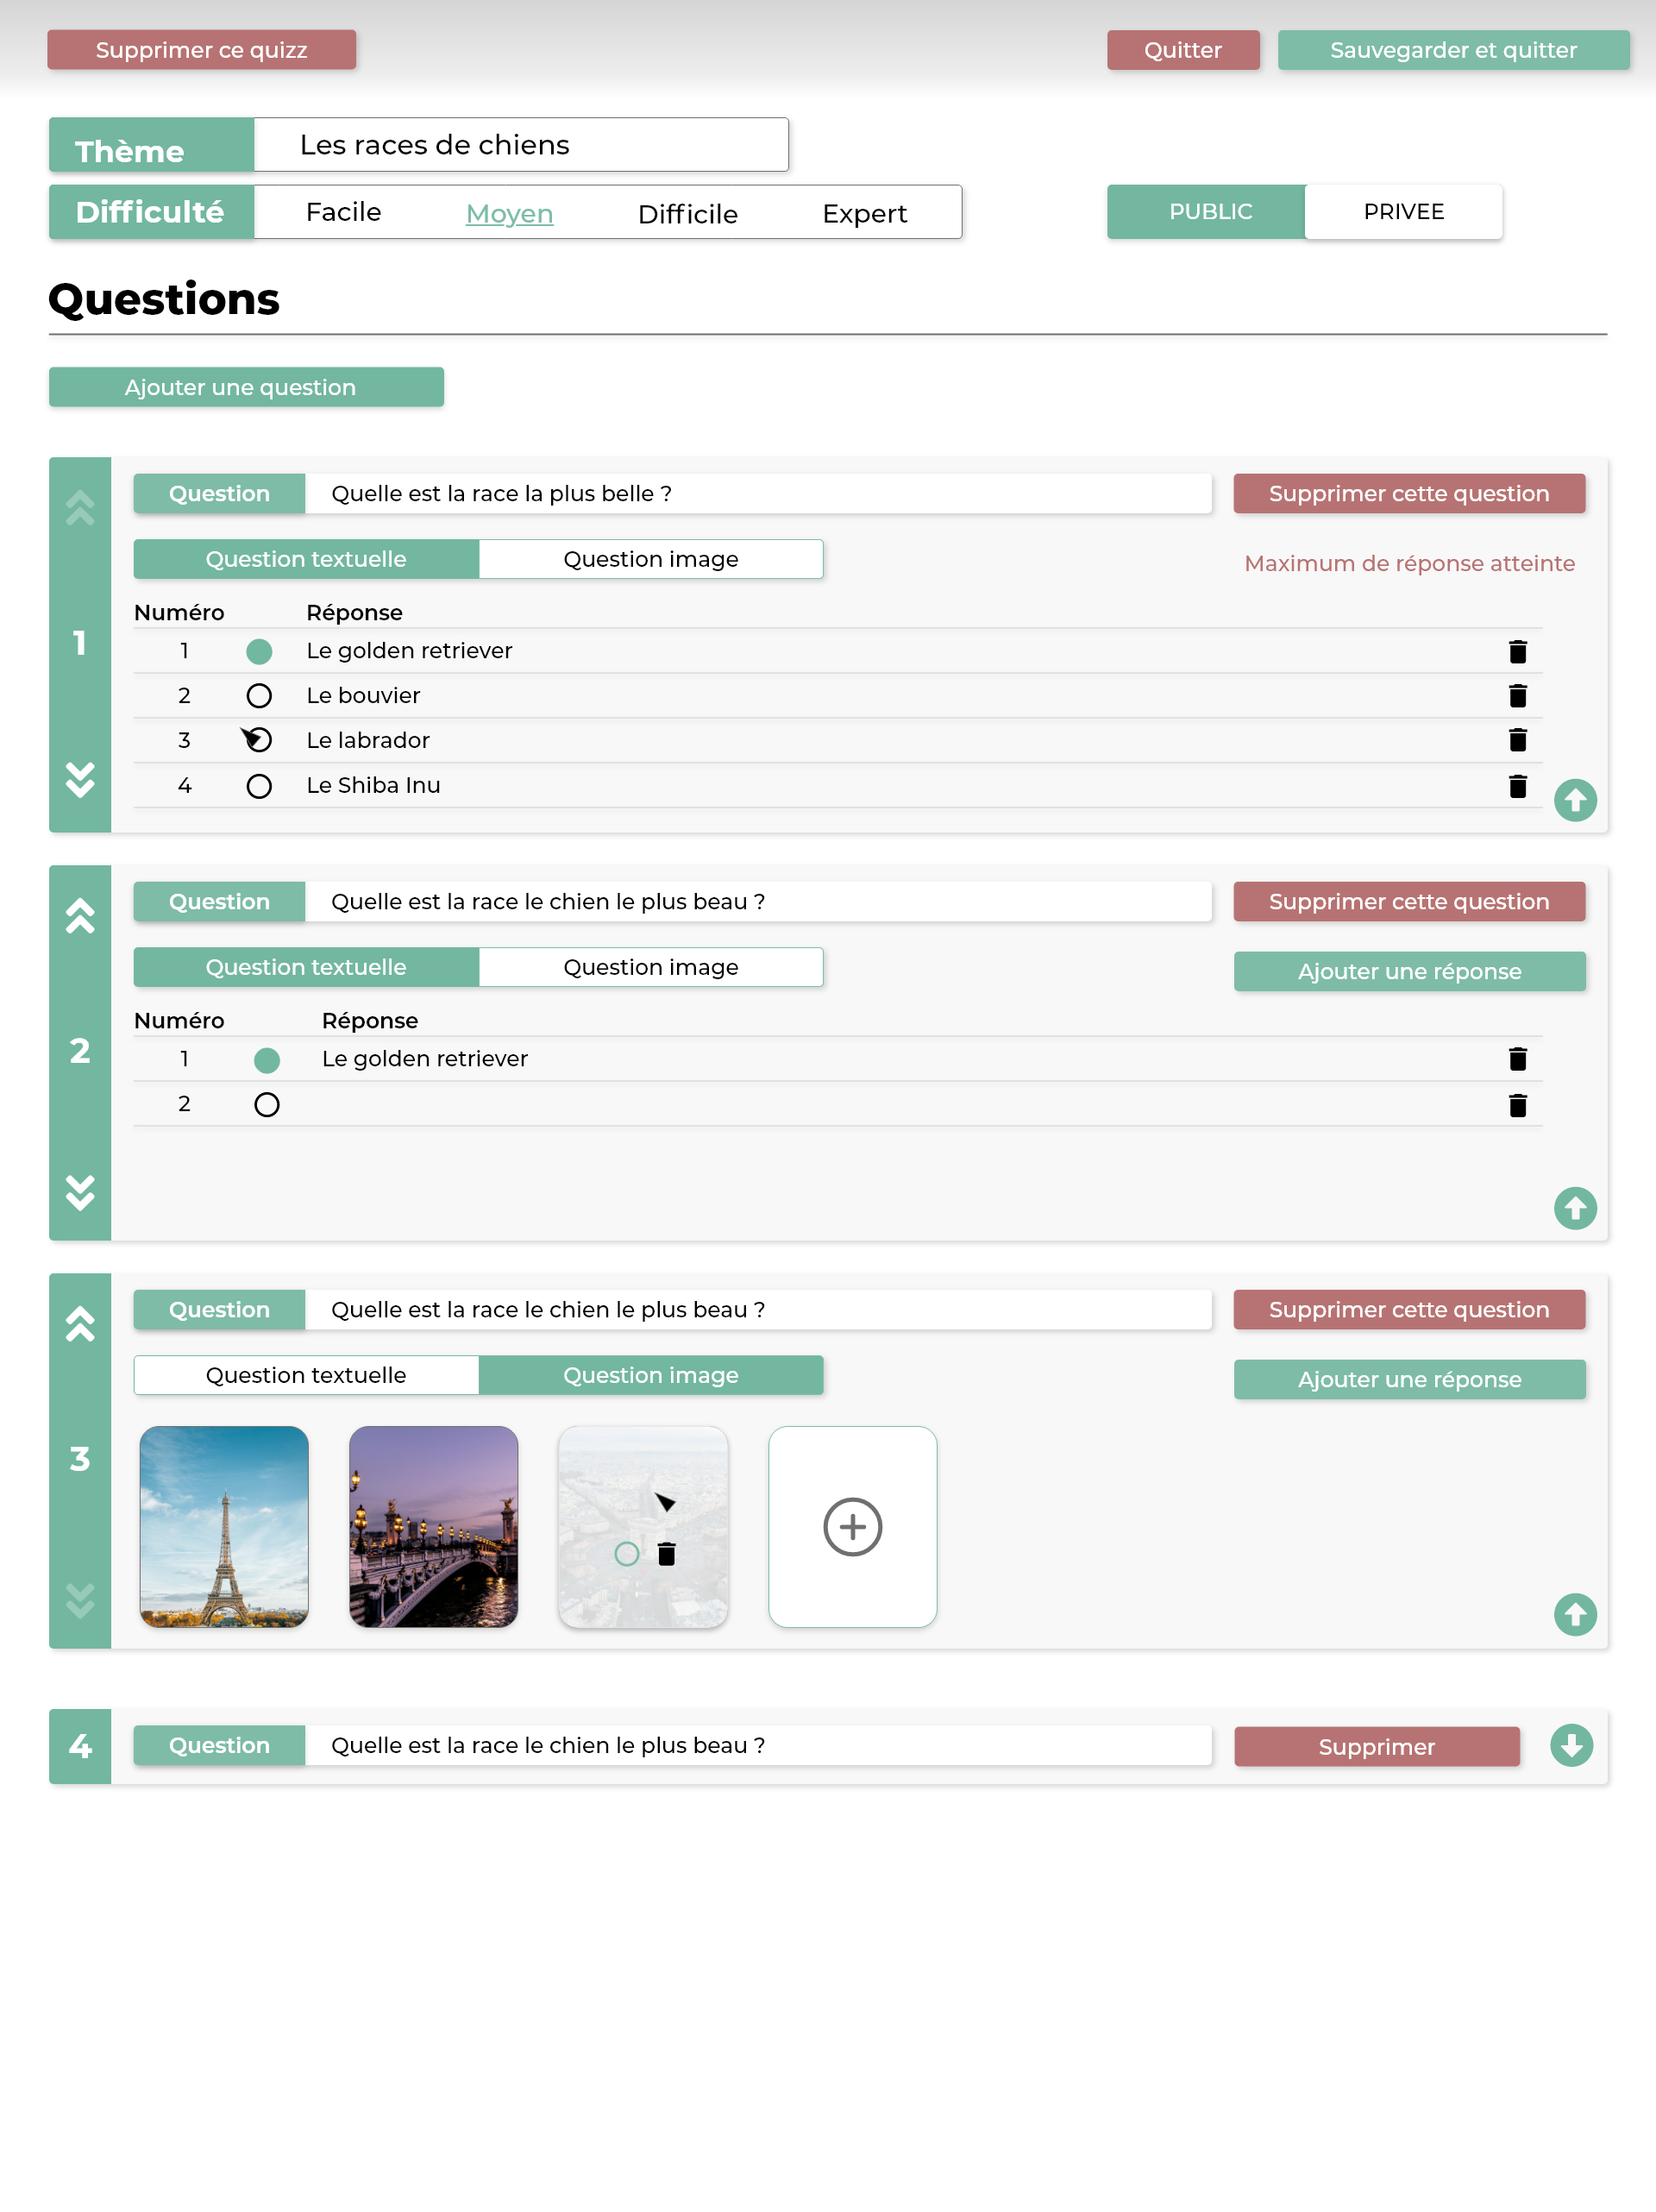 Supprimer ce quizz
Quitter
Sauvegarder et quitter
Thème
Les races de chiens
Difficulté
Facile
Moyen
Difficile
Expert
PUBLIC
PRIVEE
Questions
Ajouter une question
1
Question
Quelle est la race la plus belle ?
Supprimer cette question
Question textuelle
Question image
Maximum de réponse atteinte
Numéro
Réponse
1 Le golden retriever
2 Le bouvier
3 Le labrador
4 Le Shiba Inu
2
Question
Quelle est la race le chien le plus beau ?
Supprimer cette question
Question textuelle
Question image
Ajouter une réponse
Numéro
Réponse
1 Le golden retriever
2
3
Question
Quelle est la race le chien le plus beau ?
Supprimer cette question
Question textuelle
Question image
Ajouter une réponse
4
Question
Quelle est la race le chien le plus beau ?
Supprimer